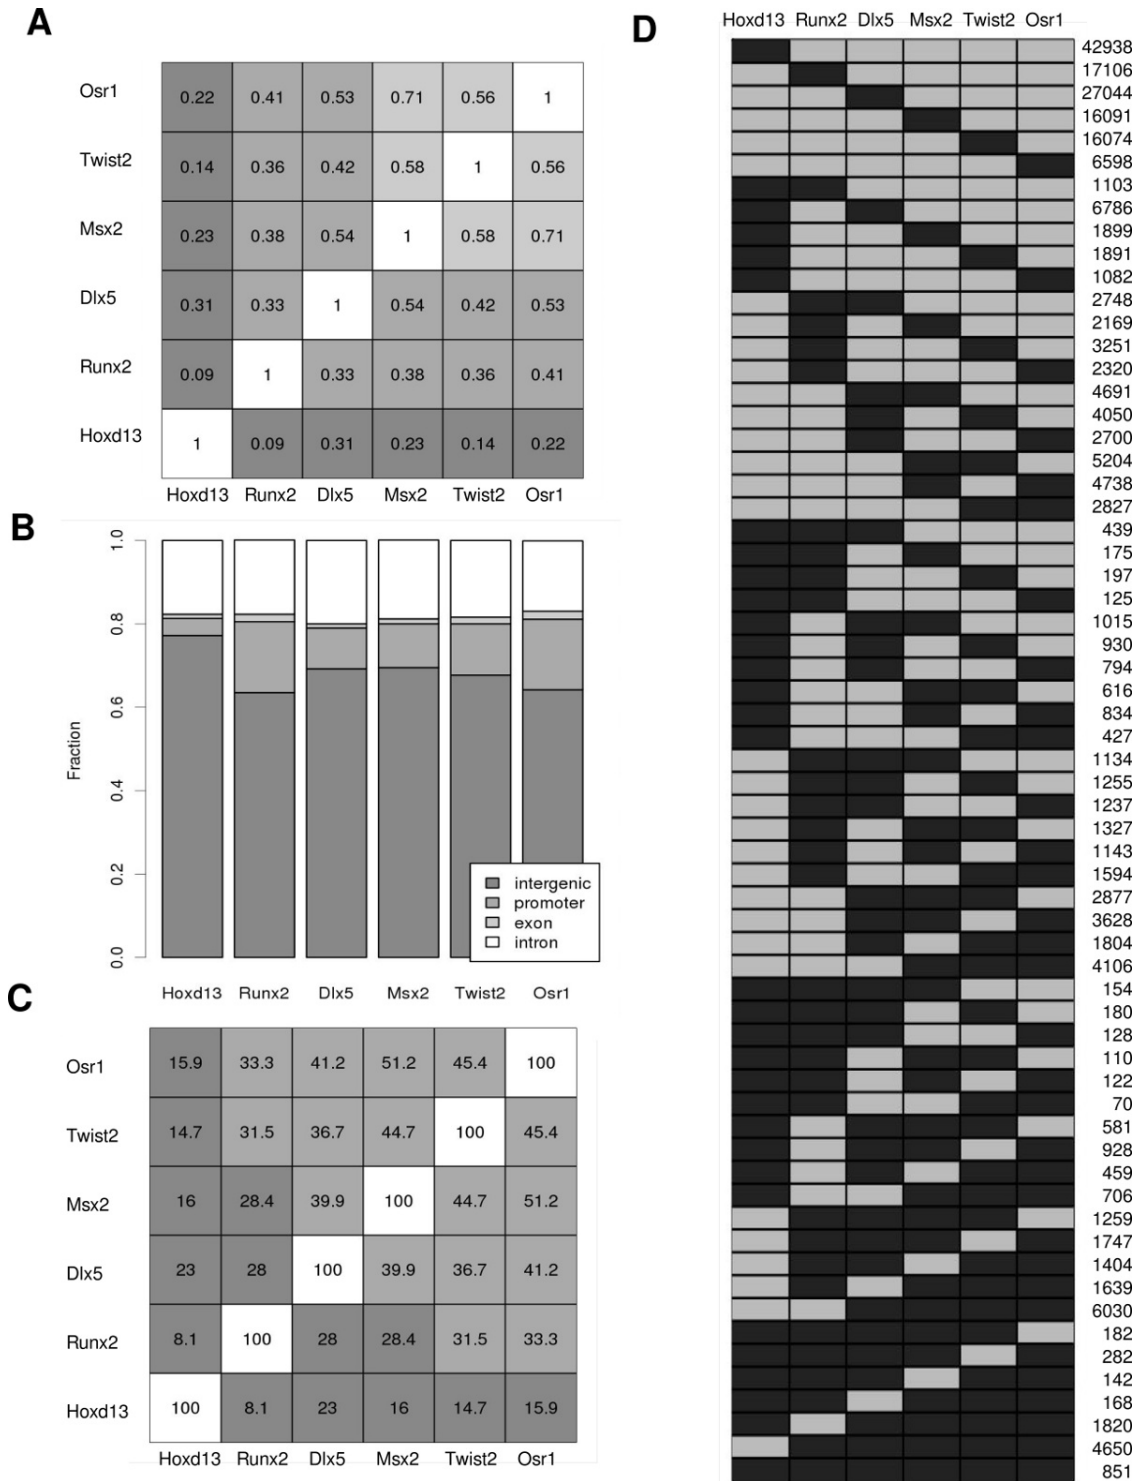 A
Osr1 0.22 0.41 0.53 0.71 0.56 1
Twist2 0.14 0.36 0.42 0.58 1 0.56
Msx2 0.23 0.38 0.54 1 0.58 0.71
Dlx5 0.31 0.33 1 0.54 0.42 0.53
Runx2 0.09 1 0.33 0.38 0.36 0.41
Hoxd13 1 0.09 0.31 0.23 0.14 0.22
Hoxd13 Runx2 Dlx5 Msx2 Twist2 Osr1
B
1.0
0.8
0.6
0.4
0.2
0.0
Fraction
intergenic
promoter
exon
intron
Hoxd13 Runx2 Dlx5 Msx2 Twist2 Osr1
C
Osr1 15.9 33.3 41.2 51.2 45.4 100
Twist2 14.7 31.5 36.7 44.7 100 45.4
Msx2 16 28.4 39.9 100 44.7 51.2
Dlx5 23 28 100 39.9 36.7 41.2
Runx2 8.1 100 28 28.4 31.5 33.3
Hoxd13 100 8.1 23 16 14.7 15.9
Hoxd13 Runx2 Dlx5 Msx2 Twist2 Osr1
D
Hoxd13 Runx2 Dlx5 Msx2 Twist2 Osr1
42938
17106
27044
16091
16074
6598
1103
6786
1899
1891
1082
2748
2169
3251
2320
4691
4050
2700
5204
4738
2827
439
175
197
125
1015
930
794
616
834
427
1134
1255
1237
1327
1143
1594
2877
3628
1804
4106
154
180
128
110
122
70
581
928
459
706
1259
1747
1404
1639
6030
182
282
142
168
1820
4650
851